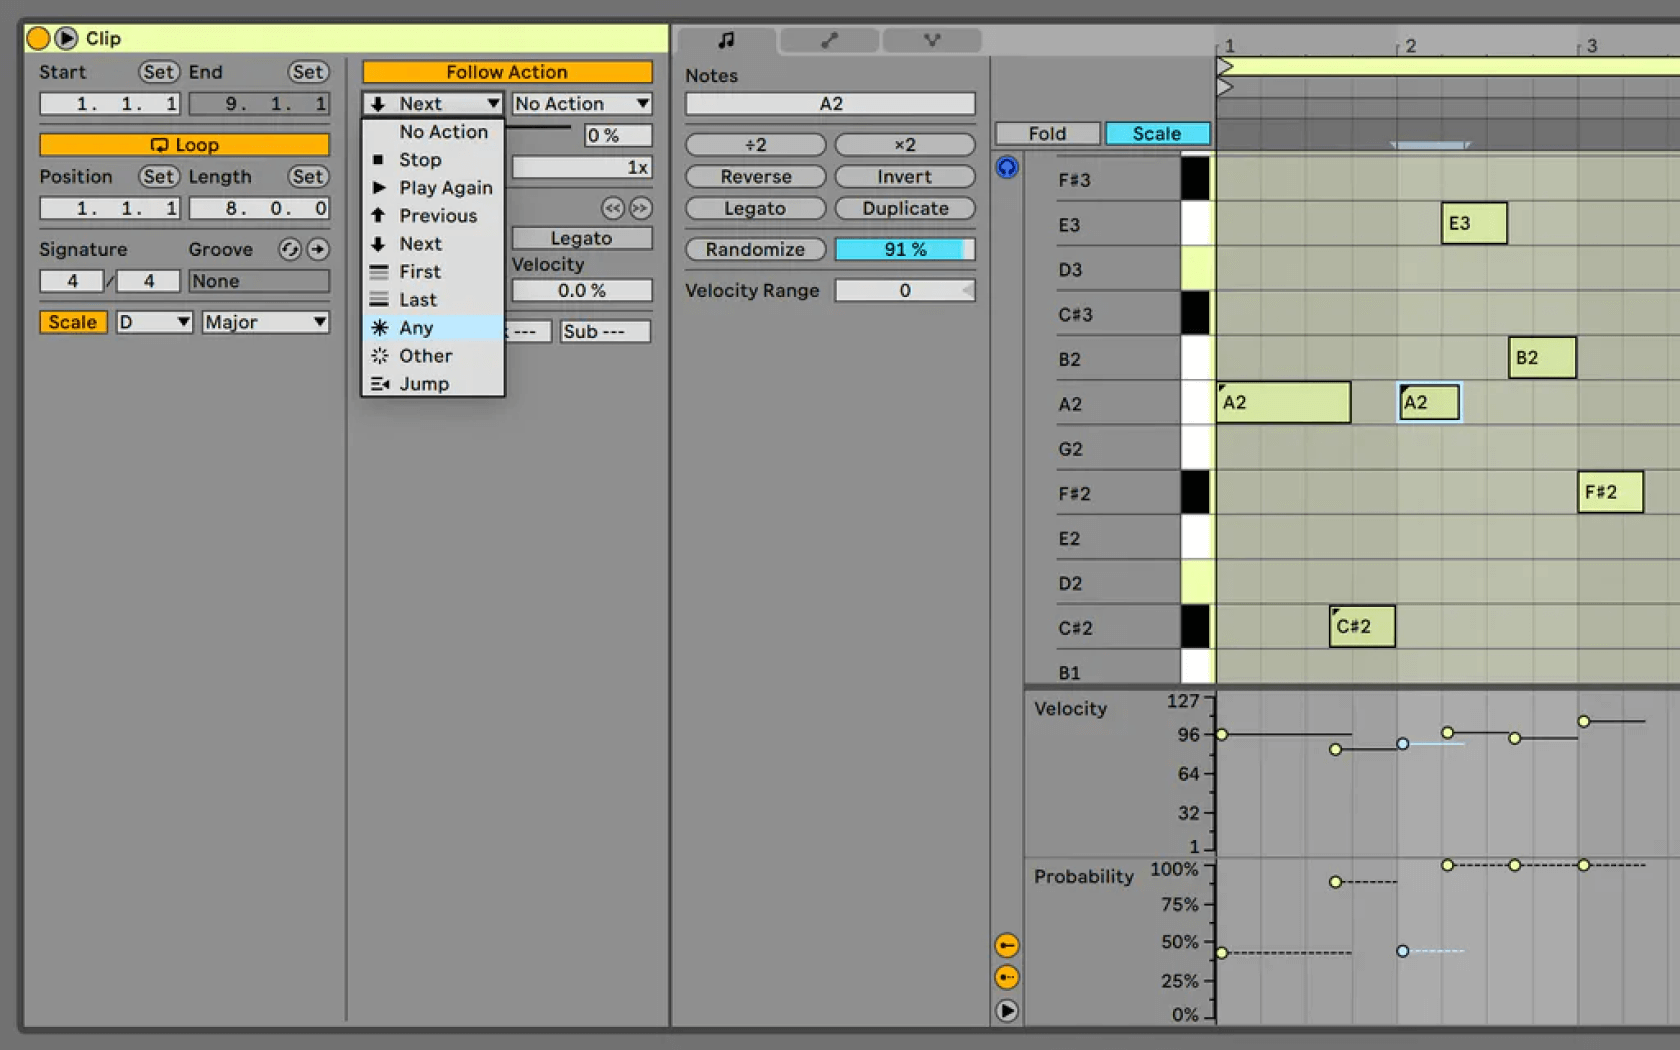 Clip
Start Set End Set
1. 1. 1 9. 1. 1
Loop
Position Set Length Set
1. 1. 1 8. 0. 0
Signature Groove
4 / 4 None
Scale D Major
Follow Action
Next No Action
No Action
Stop
Play Again
Previous
Next
First
Last
Any
Other
Jump
0 %
1x
<< >>
Legato
Velocity
0.0 %
--- Sub ---
Notes
A2
÷2 ×2
Reverse Invert
Legato Duplicate
Randomize 91 %
Velocity Range 0
1 2 3
Fold Scale
F#3
E3 E3
D3
C#3
B2 B2
A2 A2 A2
G2
F#2 F#2
E2
D2
C#2 C#2
B1
Velocity
127
96
64
32
1
Probability
100%
75%
50%
25%
0%